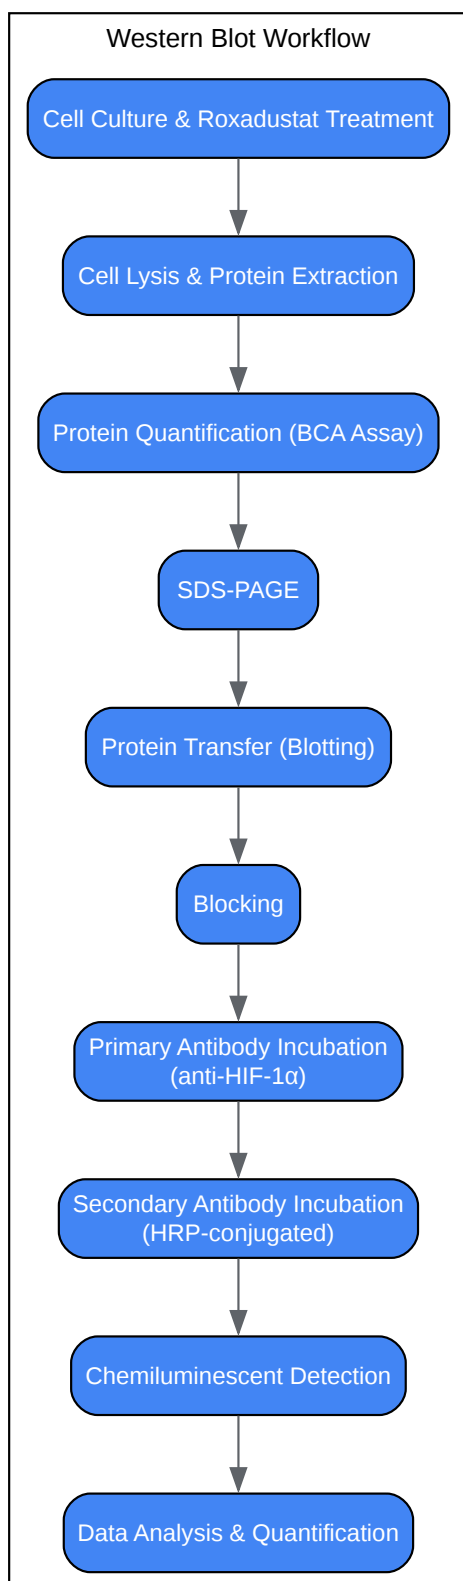 Western Blot Workflow
Cell Culture & Roxadustat Treatment
Cell Lysis & Protein Extraction
Protein Quantification (BCA Assay)
SDS-PAGE
Protein Transfer (Blotting)
Blocking
Primary Antibody Incubation
(anti-HIF-1α)
Secondary Antibody Incubation
(HRP-conjugated)
Chemiluminescent Detection
Data Analysis & Quantification